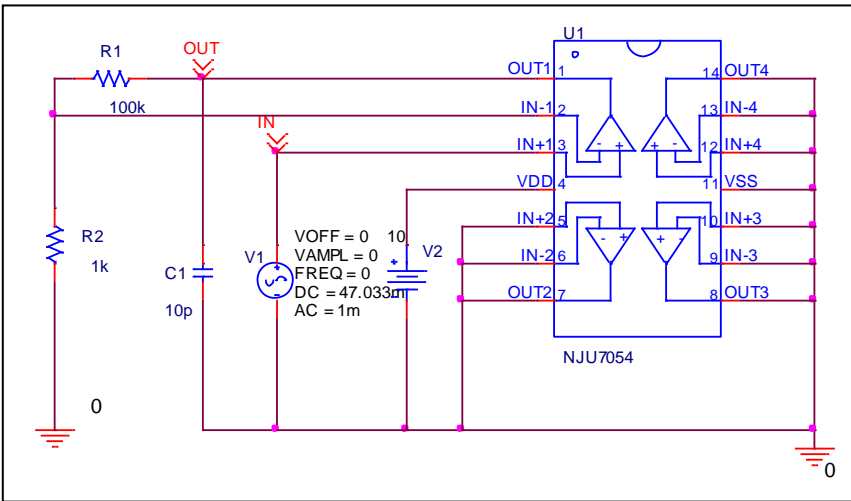 U1
R1
OUT
OUT1 1
14 OUT4
100k
IN-1 2
13 IN-4
IN
IN+1 3
12 IN+4
- +
+ -
VDD 4
11 VSS
IN+2 5
10 IN+3
R2
1k
VOFF = 0
VAMPL = 0
FREQ = 0
DC = 47.033m
AC = 1m
10
V2
V1
+
-
+
- +
+ -
IN-2 6
9 IN-3
C1
10p
OUT2 7
8 OUT3
NJU7054
0
0